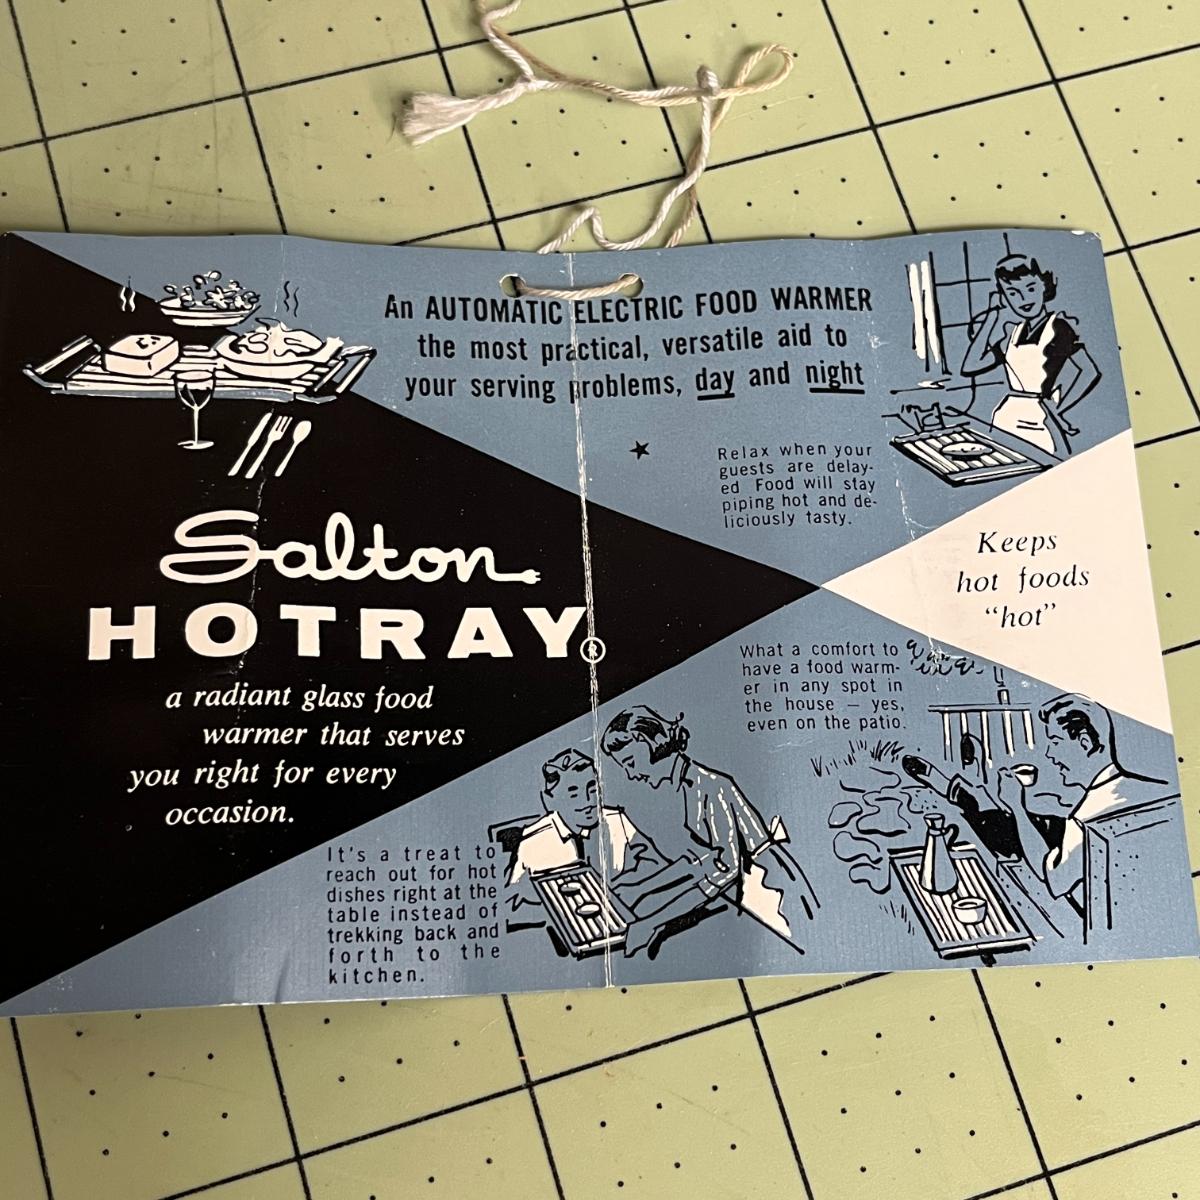 An AUTOMATIC ELECTRIC FOOD WARMER
the most practical, versatile aid to
your serving problems, day and night
Relax when your
guests are delay-
ed Food will stay
piping hot and de-
liciously tasty.
Salton
HOTRAY®
a radiant glass food
warmer that serves
you right for every
occasion.
Keeps
hot foods
“hot”
What a comfort to
have a food warm-
er in any spot in
the house — yes,
even on the patio.
It's a treat to
reach out for hot
dishes right at the
table instead of
trekking back and
forth to the
kitchen.